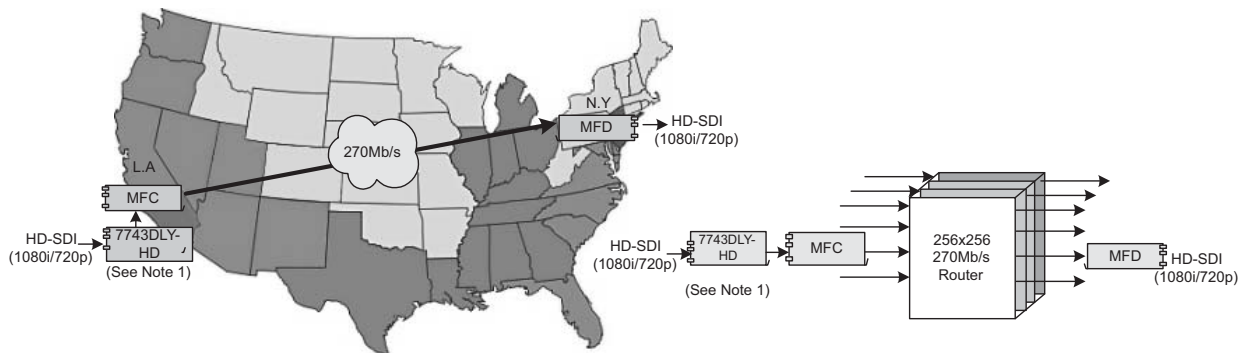 N.Y
MFD
HD-SDI
(1080i/720p)
270Mb/s
L.A
MFC
HD-SDI
(1080i/720p)
7743DLY-
HD
(See Note 1)
HD-SDI
(1080i/720p)
7743DLY-
HD
(See Note 1)
MFC
256x256
270Mb/s
Router
MFD
HD-SDI
(1080i/720p)